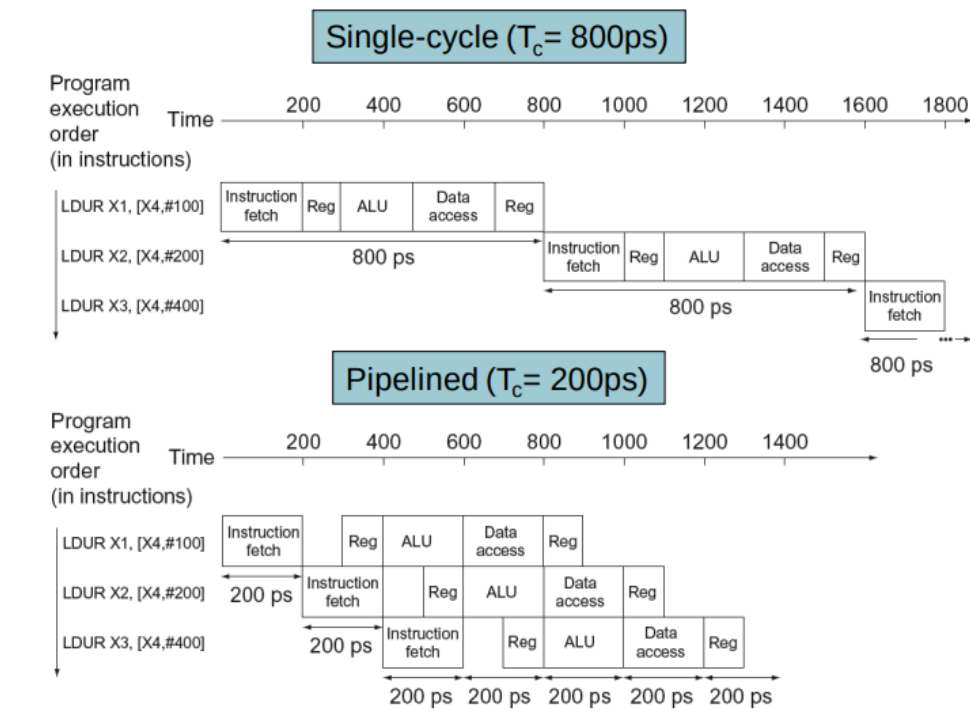 Single-cycle (Tc= 800ps)
Program
execution
order
(in instructions)
Time
200 400 600 800 1000 1200 1400 1600 1800
LDUR X1, [X4,#100]
Instruction
fetch
Reg
ALU
Data
access
Reg
800 ps
LDUR X2, [X4,#200]
Instruction
fetch
Reg
ALU
Data
access
Reg
800 ps
LDUR X3, [X4,#400]
Instruction
fetch
...
800 ps
Pipelined (Tc= 200ps)
Program
execution
order
(in instructions)
Time
200 400 600 800 1000 1200 1400
LDUR X1, [X4,#100]
Instruction
fetch
Reg
ALU
Data
access
Reg
200 ps
LDUR X2, [X4,#200]
Instruction
fetch
Reg
ALU
Data
access
Reg
200 ps
LDUR X3, [X4,#400]
Instruction
fetch
Reg
ALU
Data
access
Reg
200 ps 200 ps 200 ps 200 ps 200 ps